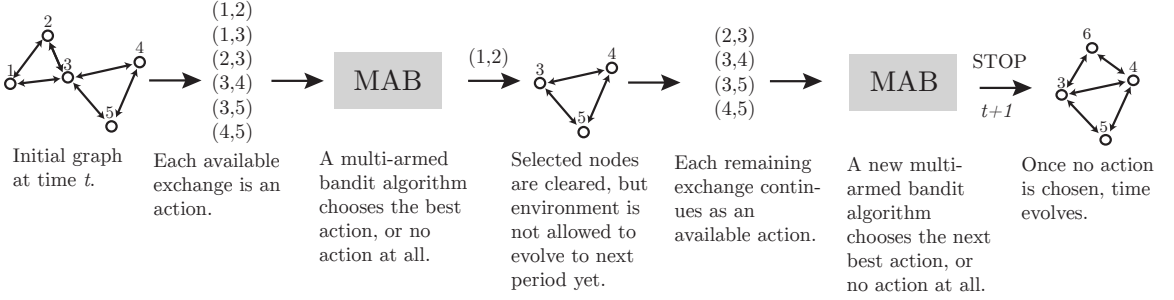 2
1
3
4
5
Initial graph
at time t.
(1,2)
(1,3)
(2,3)
(3,4)
(3,5)
(4,5)
Each available
exchange is an
action.
MAB
A multi-armed
bandit algorithm
chooses the best
action, or no
action at all.
(1,2)
3
4
5
Selected nodes
are cleared, but
environment is
not allowed to
evolve to next
period yet.
(2,3)
(3,4)
(3,5)
(4,5)
Each remaining
exchange contin-
ues as an
available action.
MAB
A new multi-
armed bandit
algorithm
chooses the next
best action, or
no action at all.
STOP
t+1
6
3
4
5
Once no action
is chosen, time
evolves.